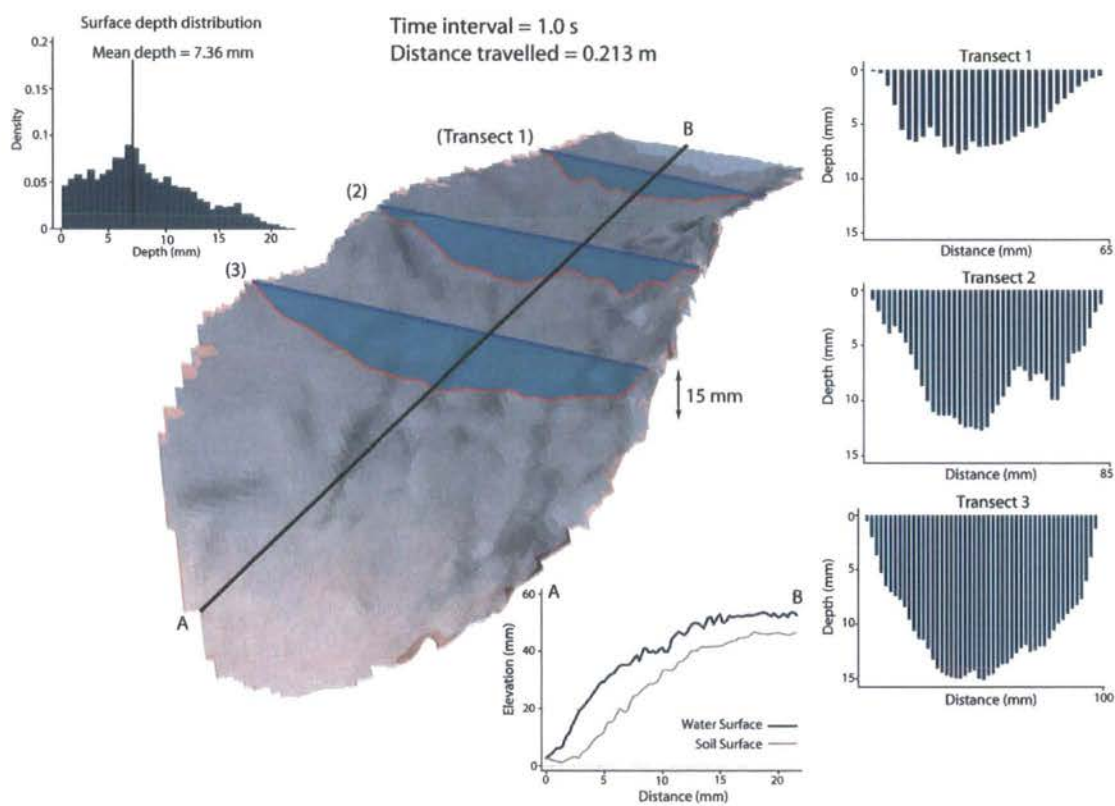 Surface depth distribution
Mean depth = 7.36 mm
0.2
0.15
0.1
0.05
0
Density
0
5
10
15
20
Depth (mm)
Time interval = 1.0 s
Distance travelled = 0.213 m
(Transect 1)
(2)
(3)
B
A
15 mm
Transect 1
0
5
10
15
Depth (mm)
Distance (mm)
65
Transect 2
0
5
10
15
Depth (mm)
Distance (mm)
85
Transect 3
0
5
10
15
Depth (mm)
Distance (mm)
100
A
B
60
40
20
0
Elevation (mm)
Water Surface
Soil Surface
0
5
10
15
20
Distance (mm)